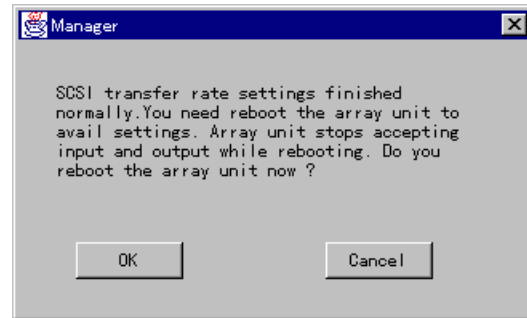 Manager
SCSI transfer rate settings finished
normally.You need reboot the array unit to
avail settings. Array unit stops accepting
input and output while rebooting. Do you
reboot the array unit now ?
OK
Cancel